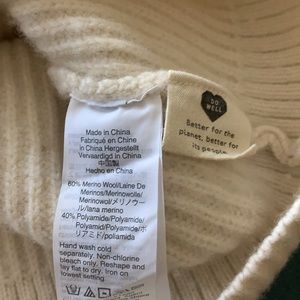 DO
WELL
Better for the
planet, better for
its people.
Made in China
Fabriqué en Chine
in China Hergestellt
Vervaardigd in China
中国製
Hecho en China
60% Merino Wool/Laine De
Merinos/Merinowolle/
Merinowol/メリノウー
ル/lana merino
40% Polyamide/Polyamide/
Polyamid/Polyamide/ポ
リアミド/poliamida
Hand wash cold
separately. Non-chlorine
bleach only. Reshape and
lay flat to dry. Iron on
lowest setting.